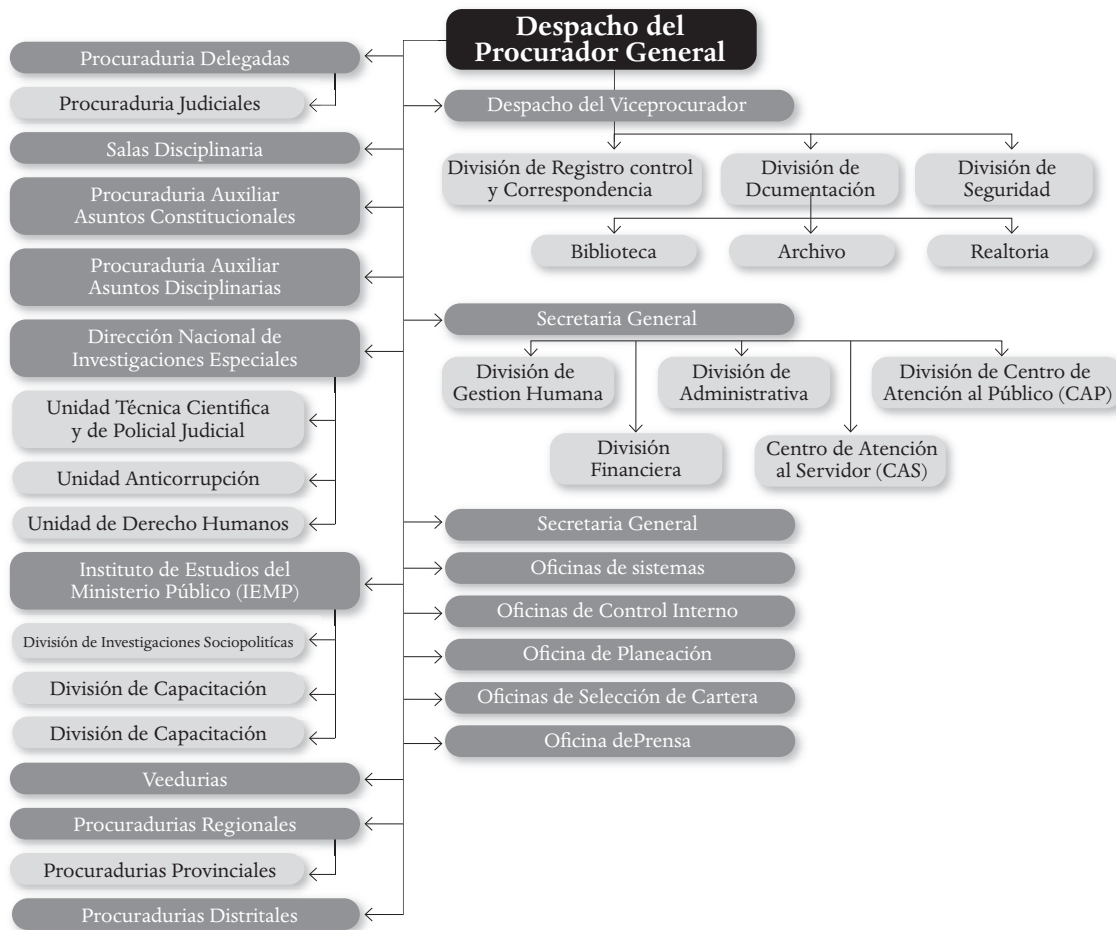 Despacho del
Procurador General
Procuraduria Delegadas
Procuraduria Judiciales
Salas Disciplinaria
Procuraduria Auxiliar
Asuntos Constitucionales
Procuraduria Auxiliar
Asuntos Disciplinarias
Dirección Nacional de
Investigaciones Especiales
Unidad Técnica Cientifica
y de Policial Judicial
Unidad Anticorrupción
Unidad de Derecho Humanos
Instituto de Estudios del
Ministerio Público (IEMP)
División de Investigaciones Sociopolitícas
División de Capacitación
División de Capacitación
Veedurias
Procuradurias Regionales
Procuradurias Provinciales
Procuradurias Distritales
Despacho del Viceprocurador
División de Registro control
y Correspondencia
División de
Dcumentación
División de
Seguridad
Biblioteca
Archivo
Realtoria
Secretaria General
División de
Gestion Humana
División de
Administrativa
División de Centro de
Atención al Público (CAP)
División
Financiera
Centro de Atención
al Servidor (CAS)
Secretaria General
Oficinas de sistemas
Oficinas de Control Interno
Oficina de Planeación
Oficinas de Selección de Cartera
Oficina dePrensa